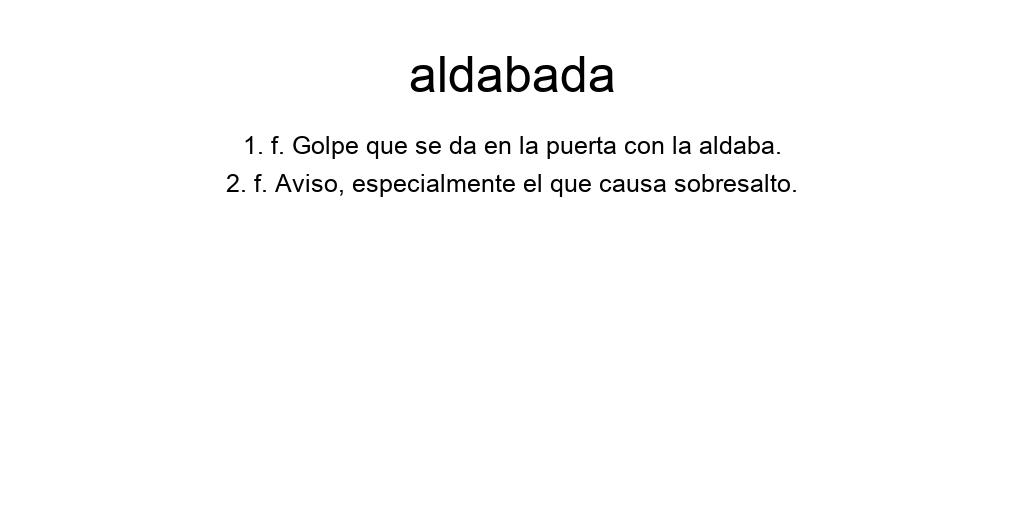 aldabada
1. f. Golpe que se da en la puerta con la aldaba.
2. f. Aviso, especialmente el que causa sobresalto.